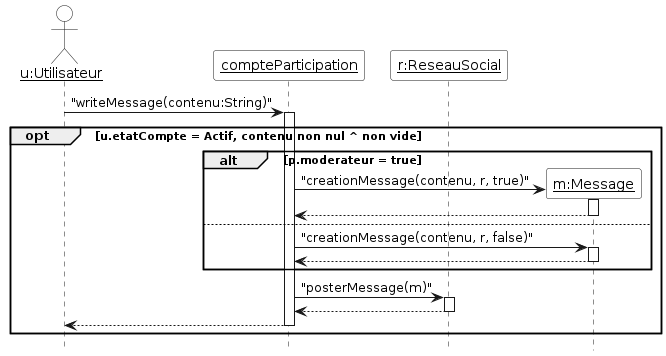 u:Utilisateur
compteParticipation
r:ReseauSocial
"writeMessage(contenu:String)"
opt [u.etatCompte = Actif, contenu non nul ^ non vide]
alt [p.moderateur = true]
"creationMessage(contenu, r, true)"
m:Message
"creationMessage(contenu, r, false)"
"posterMessage(m)"